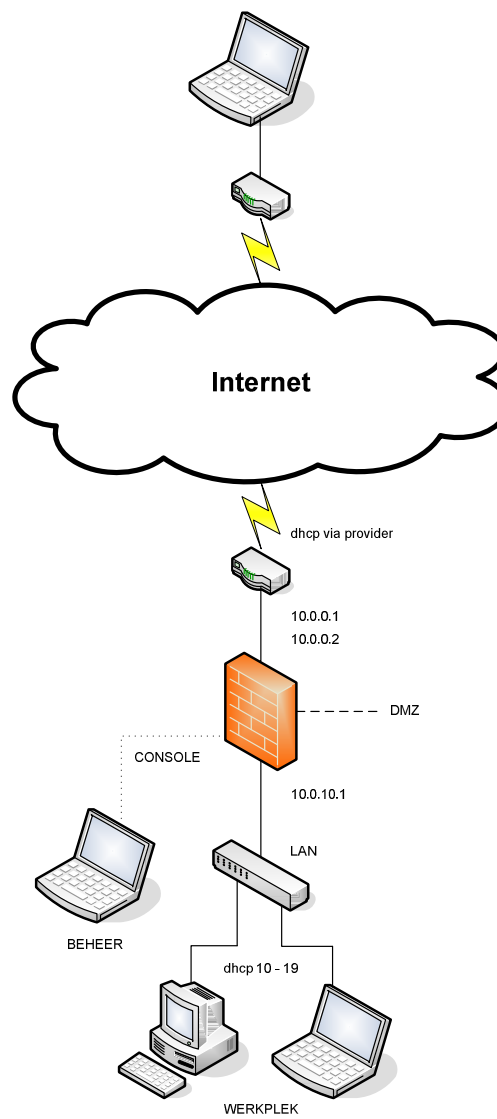 Internet
dhcp via provider
10.0.0.1
10.0.0.2
DMZ
CONSOLE
10.0.10.1
LAN
BEHEER
dhcp 10 - 19
WERKPLEK